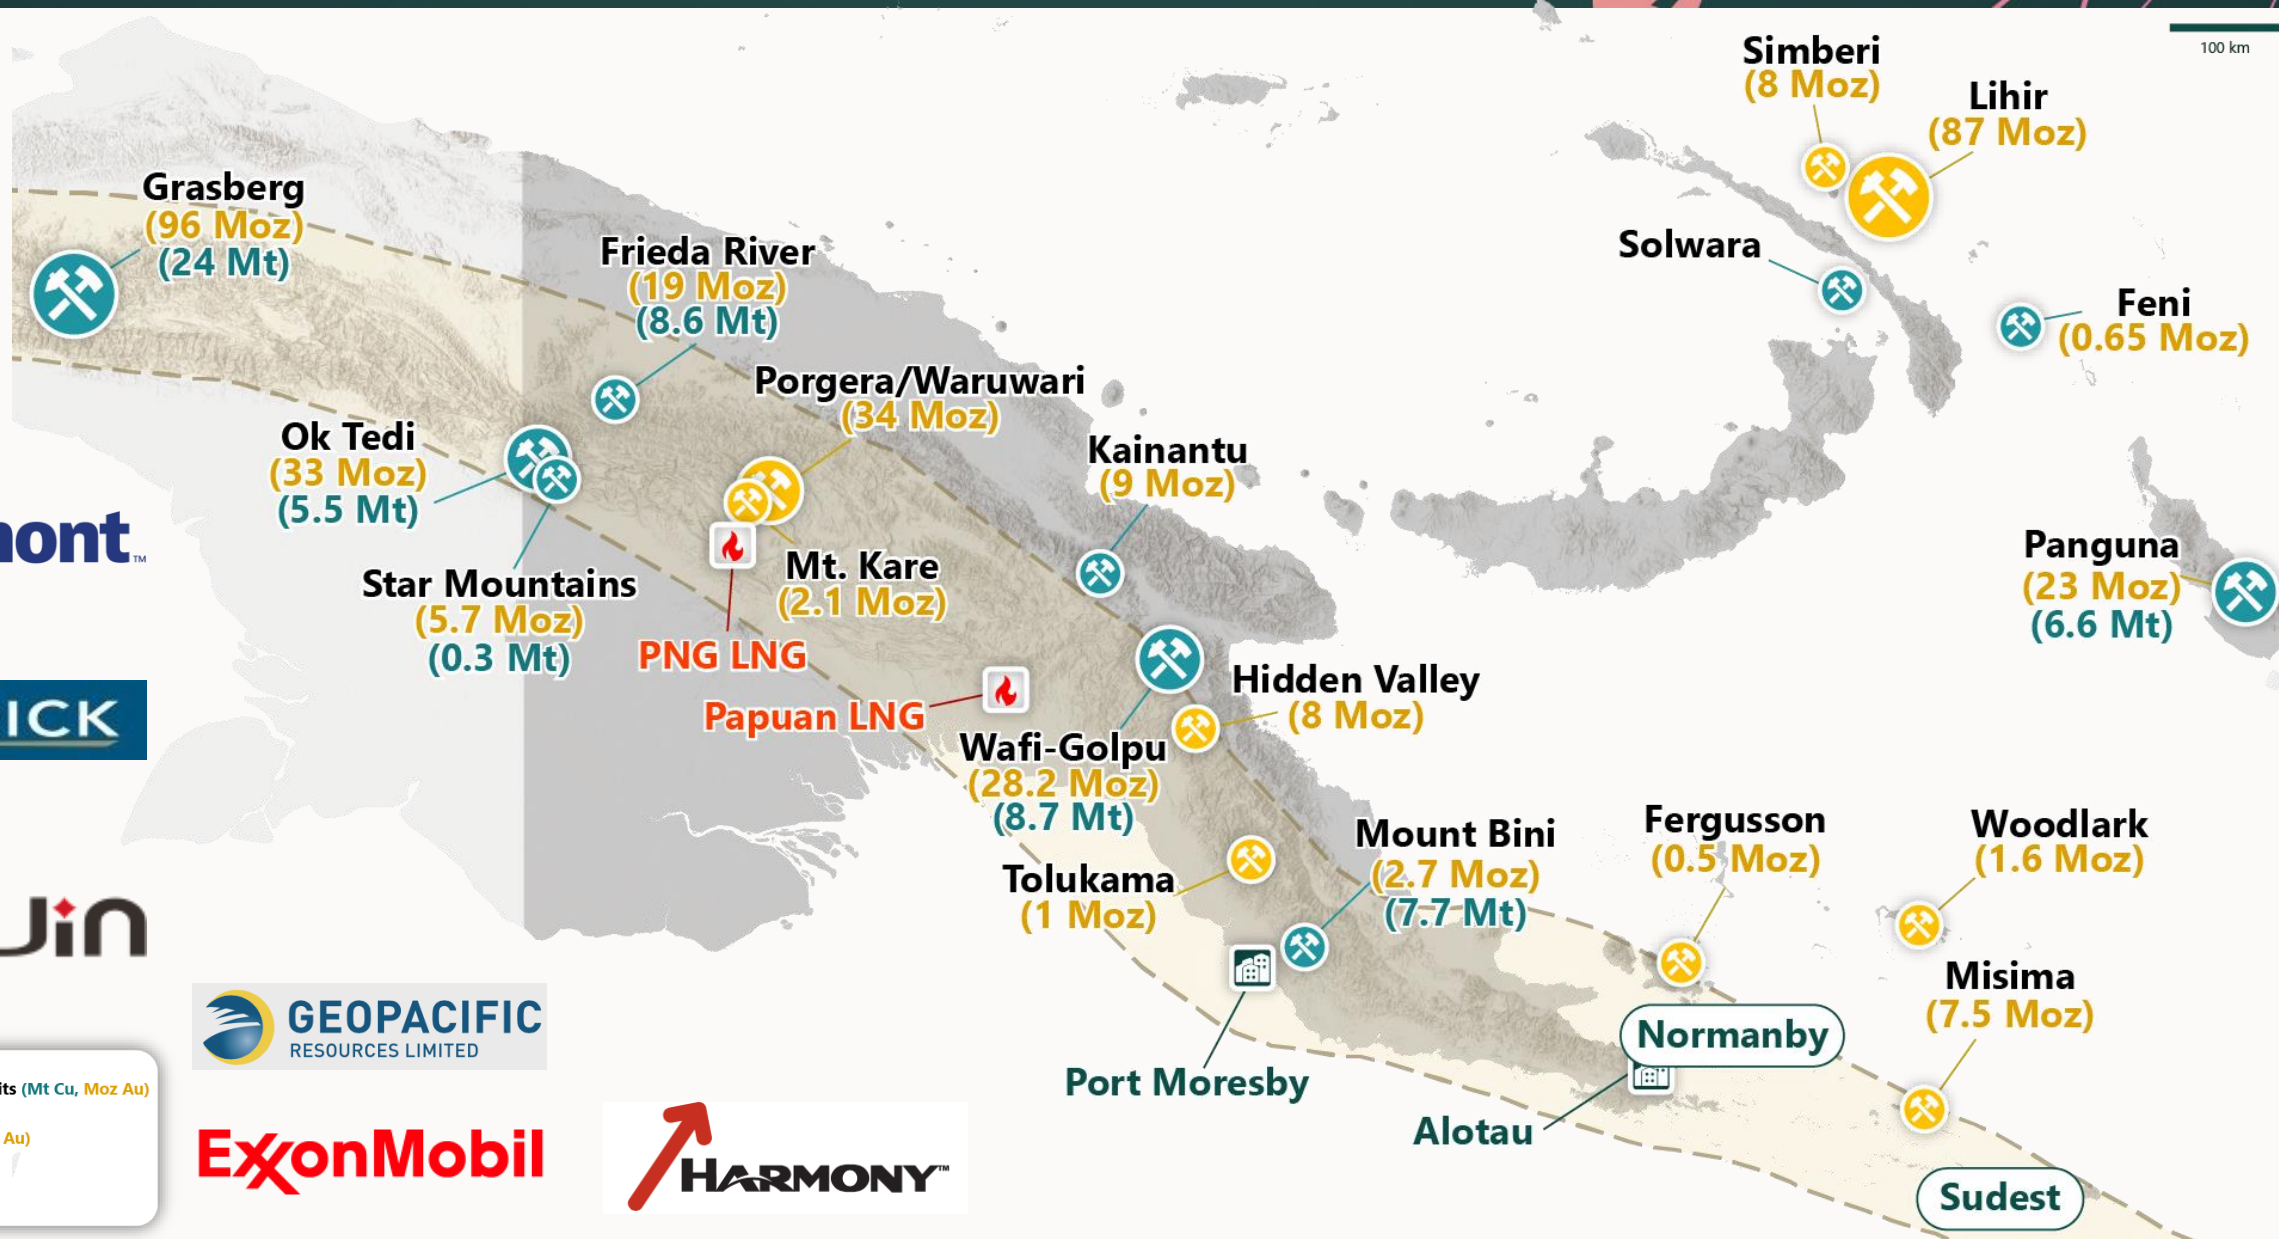 100 km
Simberi
(8 Moz)
Lihir
(87 Moz)
Grasberg
(96 Moz)
(24 Mt)
Frieda River
(19 Moz)
(8.6 Mt)
Solwara
Feni
(0.65 Moz)
Porgera/Waruwari
(34 Moz)
Ok Tedi
(33 Moz)
(5.5 Mt)
Kainantu
(9 Moz)
ont™
Star Mountains
(5.7 Moz)
(0.3 Mt)
Mt. Kare
(2.1 Moz)
Panguna
(23 Moz)
(6.6 Mt)
PNG LNG
Papuan LNG
Hidden Valley
(8 Moz)
ICK
Wafi-Golpu
(28.2 Moz)
(8.7 Mt)
Tolukama
(1 Moz)
Mount Bini
(2.7 Moz)
(7.7 Mt)
Fergusson
(0.5 Moz)
Woodlark
(1.6 Moz)
Jin
Misima
(7.5 Moz)
GEOPACIFIC
RESOURCES LIMITED
Normanby
Port Moresby
Alotau
its (Mt Cu, Moz Au)
Au)
ExxonMobil
HARMONY™
Sudest